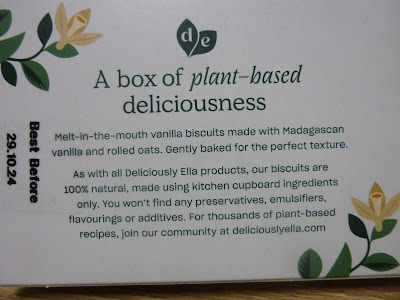 d e
A box of plant-based
deliciousness
Melt-in-the-mouth vanilla biscuits made with Madagascan
vanilla and rolled oats. Gently baked for the perfect texture.
As with all Deliciously Ella products, our biscuits are
100% natural, made using kitchen cupboard ingredients
only. You won't find any preservatives, emulsifiers,
flavourings or additives. For thousands of plant-based
recipes, join our community at deliciouslyella.com
Best Before
29.10.24